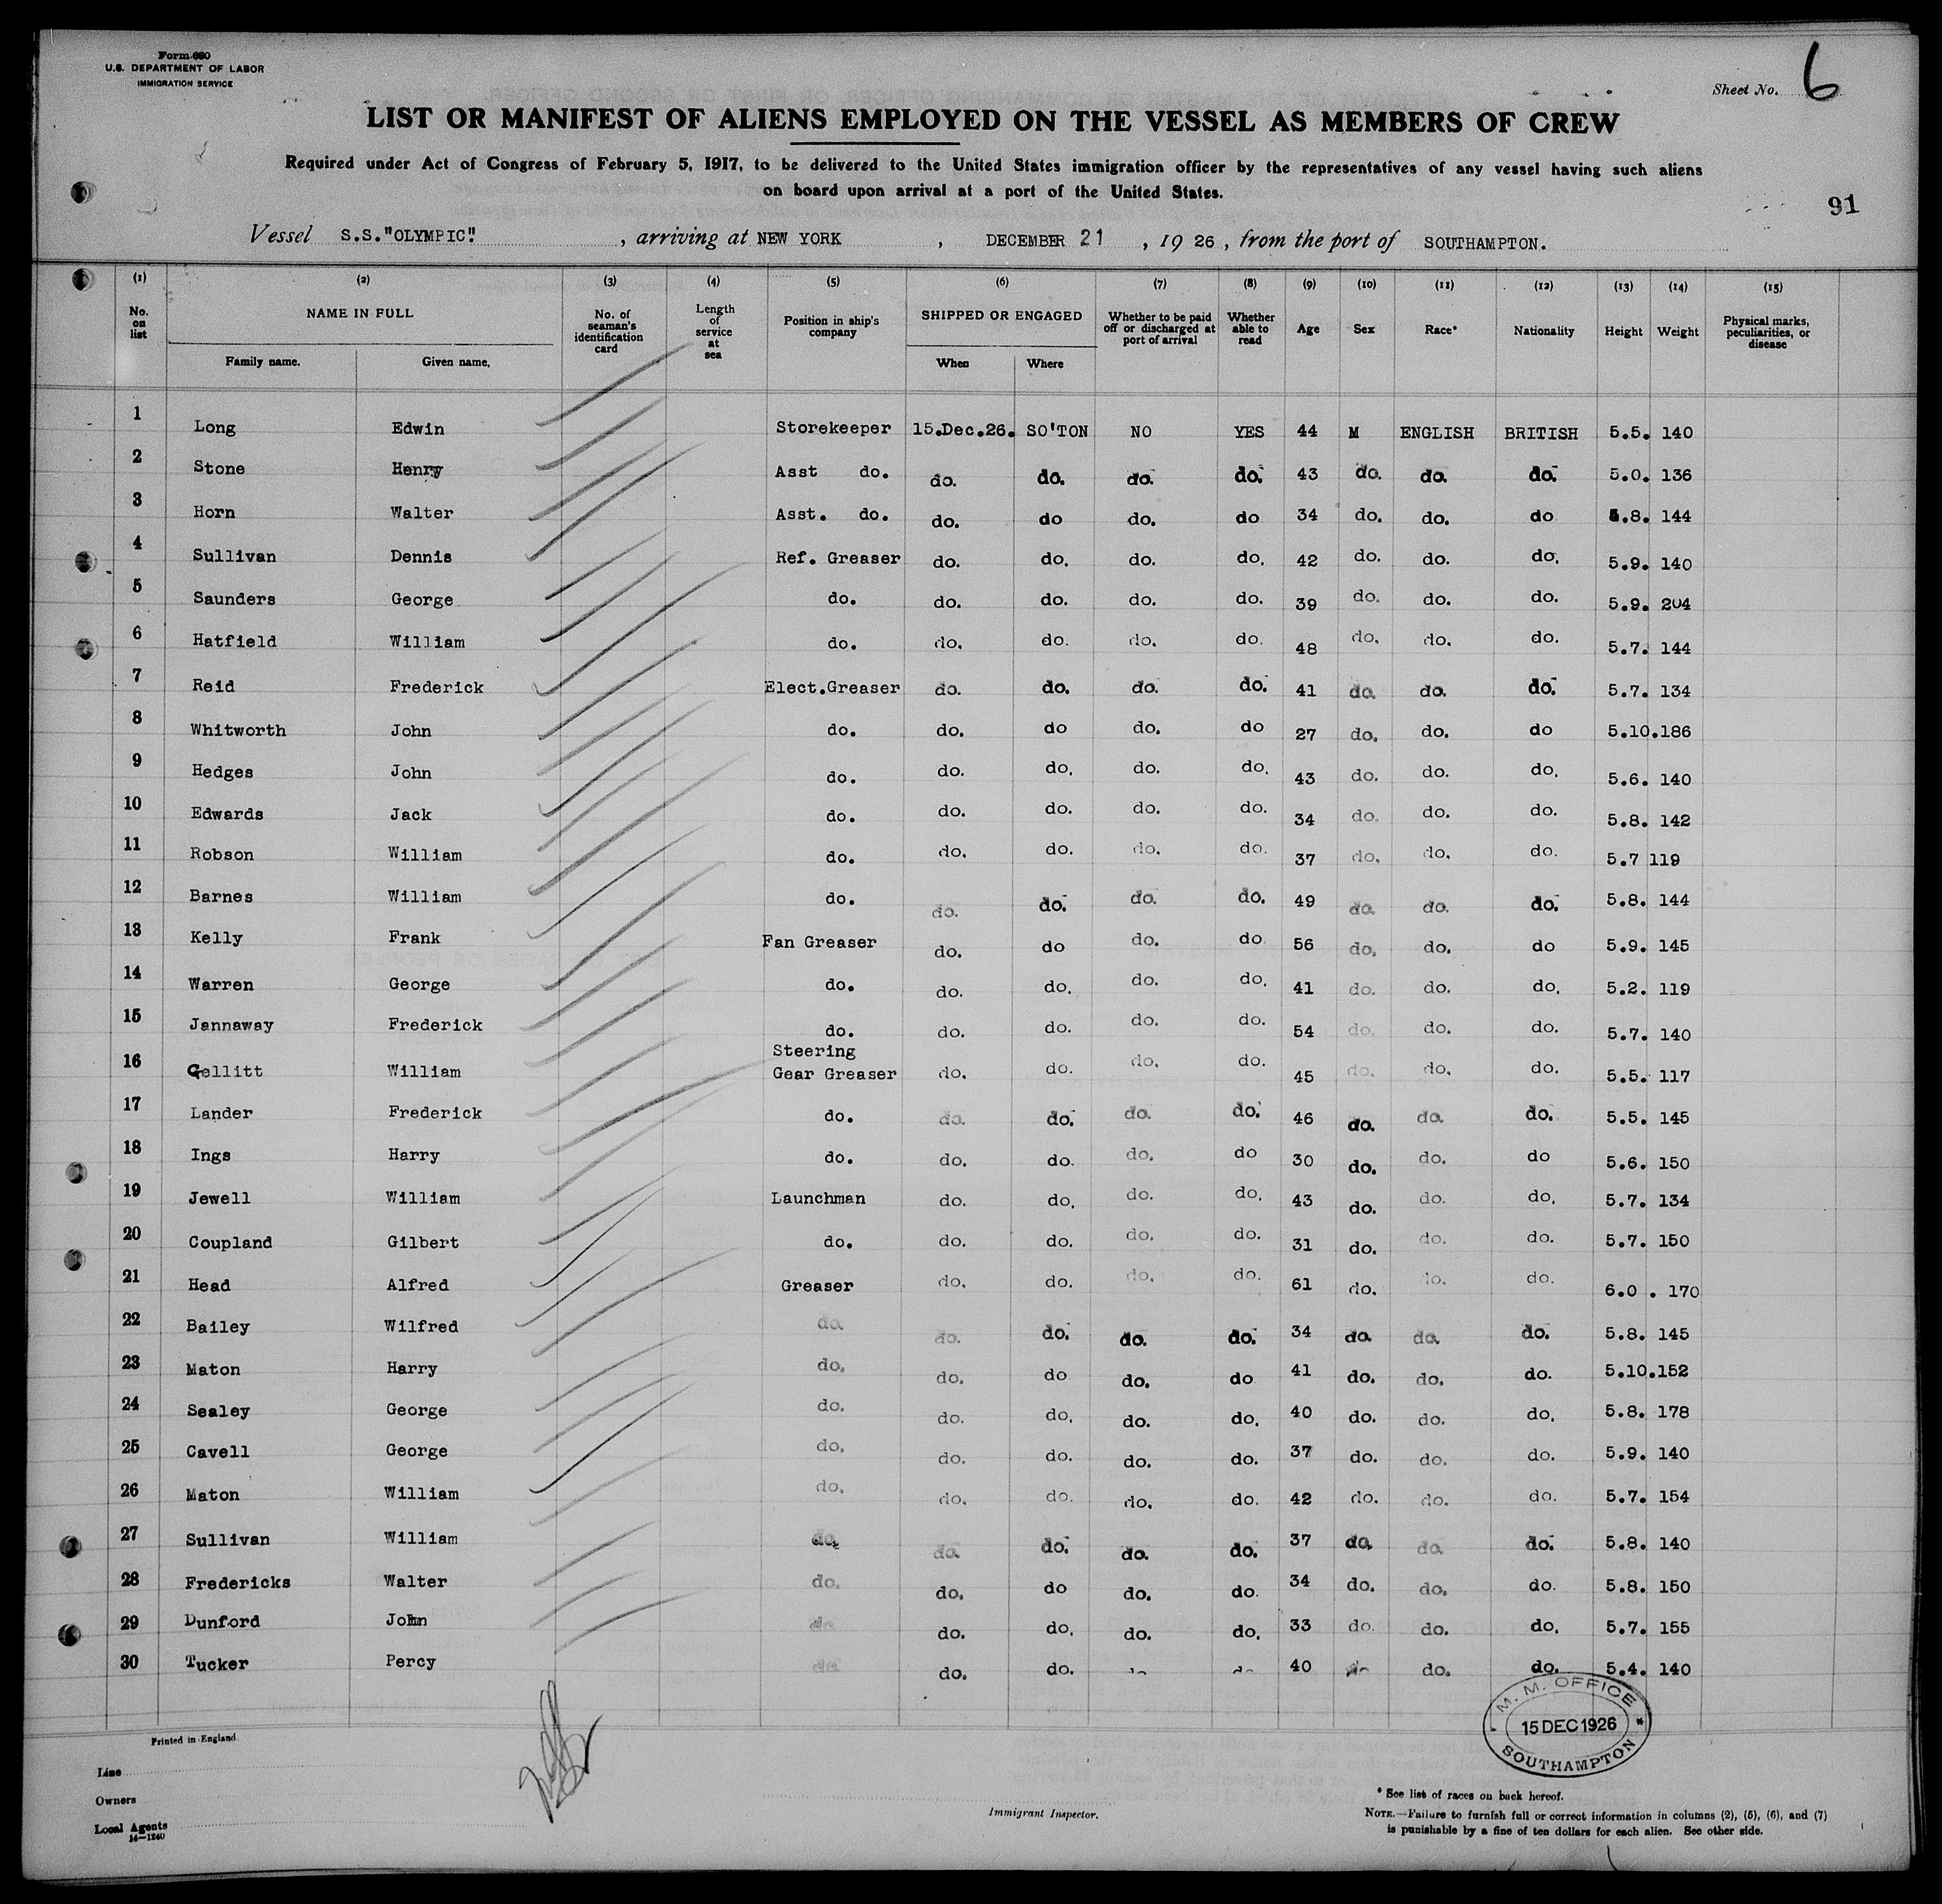 Form 680
U.S. DEPARTMENT OF LABOR
IMMIGRATION SERVICE
Sheet No. 6
LIST OR MANIFEST OF ALIENS EMPLOYED ON THE VESSEL AS MEMBERS OF CREW
Required under Act of Congress of February 5, 1917, to be delivered to the United States immigration officer by the representatives of any vessel having such aliens
on board upon arrival at a port of the United States.
91
Vessel S.S."OLYMPIC". , arriving at NEW YORK , DECEMBER 21 , 19 26 , from the port of SOUTHAMPTON.
(1) (2) (3) (4) (5) (6) (7) (8) (9) (10) (11) (12) (13) (14) (15)
No. on list NAME IN FULL Family name. Given name. No. of seaman's identification card Length of service at sea Position in ship's company SHIPPED OR ENGAGED When Where Whether to be paid off or discharged at port of arrival Whether able to read Age Sex Race* Nationality Height Weight Physical marks, peculiarities, or disease
1 Long Edwin Storekeeper 15.Dec.26. SO'TON NO YES 44 M ENGLISH BRITISH 5.5. 140
2 Stone Henry Asst do. do. do. do. do. 43 do. do. do. 5.0. 136
3 Horn Walter Asst. do. do. do do. do 34 do. do. do 5.8. 144
4 Sullivan Dennis Ref. Greaser do. do. do. do. 42 do. do. do. 5.9. 140
5 Saunders George do. do. do. do. do. 39 do. do. do. 5.9. 204
6 Hatfield William do. do. do. do. do. 48 do. do. do. 5.7. 144
7 Reid Frederick Elect.Greaser do. do. do. do. 41 do. do. do. 5.7. 134
8 Whitworth John do. do. do do. do 27 do. do. do 5.10. 186
9 Hedges John do. do. do. do. do. 43 do. do. do. 5.6. 140
10 Edwards Jack do. do. do. do. do. 34 do. do. do. 5.8. 142
11 Robson William do. do. do. do. do. 37 do. do. do. 5.7 119
12 Barnes William do. do. do. do. do. 49 do. do. do. 5.8. 144
13 Kelly Frank Fan Greaser do. do do. do 56 do. do. do 5.9. 145
14 Warren George do. do. do. do. do. 41 do. do. do. 5.2. 119
15 Jannaway Frederick do. do. do. do. do. 54 do. do. do. 5.7. 140
16 Gellitt William Steering Gear Greaser do. do. do. do. 45 do. do. do. 5.5. 117
17 Lander Frederick do. do. do. do. do. 46 do. do. do. 5.5. 145
18 Ings Harry do. do. do. do. do 30 do. do. do 5.6. 150
19 Jewell William Launchman do. do. do. do. 43 do. do. do. 5.7. 134
20 Coupland Gilbert do. do. do. do. do. 31 do. do. do. 5.7. 150
21 Head Alfred Greaser do. do. do. do. 61 do. do. do. 6.0 . 170
22 Bailey Wilfred do. do. do. do. do. 34 do. do. do. 5.8. 145
23 Maton Harry do. do. do do. do 41 do. do. do. 5.10. 152
24 Sealey George do. do. do. do. do. 40 do. do. do. 5.8. 178
25 Cavell George do. do. do. do. do. 37 do. do. do. 5.9. 140
26 Maton William do. do. do. do. do. 42 do. do. do. 5.7. 154
27 Sullivan William do. do. do. do. do. 37 do. do. do. 5.8. 140
28 Fredericks Walter do. do. do do. do. 34 do. do. do. 5.8. 150
29 Dunford John do. do. do. do. do. 33 do. do. do. 5.7. 155
30 Tucker Percy do. do. do. do. do. 40 do. do. do. 5.4. 140
M. M. OFFICE
15 DEC 1926
SOUTHAMPTON
Printed in England.
Line
Owners
Local Agents
14—1240
Immigrant Inspector.
* See list of races on back hereof.
NOTE.—Failure to furnish full or correct information in columns (2), (5), (6), and (7)
is punishable by a fine of ten dollars for each alien. See other side.